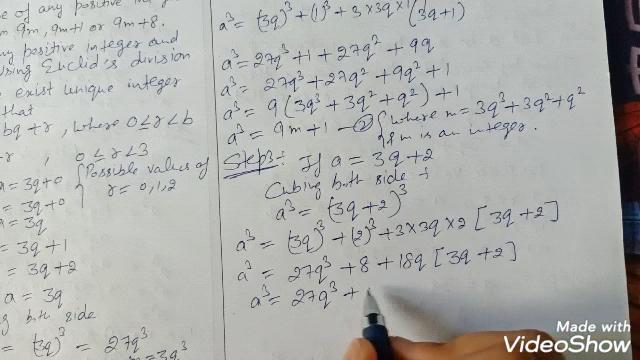 of any positive
9m, 9m+1 or 9m+8.
positive integer and
Euclid's division
exist unique integer
that
bq + r, where 0 ≤ r < b
+r , 0 ≤ r < 3
a = 3q+0 { Possible values of
= 3q+0 r = 0, 1, 2
= 3q
= 3q+1
= 3q+2
a = 3q
both side
= (3q)³ = 27q³
m = 3q³
a³ = (3q)³ + (1)³ + 3 × 3q × 1 (3q+1)
a³ = 27q³ + 1 + 27q² + 9q
a³ = 27q³ + 27q² + 9q² + 1
a³ = 9 (3q³ + 3q² + q²) + 1
a³ = 9m + 1 — ② { where m = 3q³ + 3q² + q²
& m is an integer.
Step 3:- If a = 3q + 2
Cubing both side :
a³ = (3q + 2)³
a³ = (3q)³ + (2)³ + 3 × 3q × 2 [3q + 2]
a³ = 27q³ + 8 + 18q [3q + 2]
a³ = 27q³ +
Made with
VideoShow